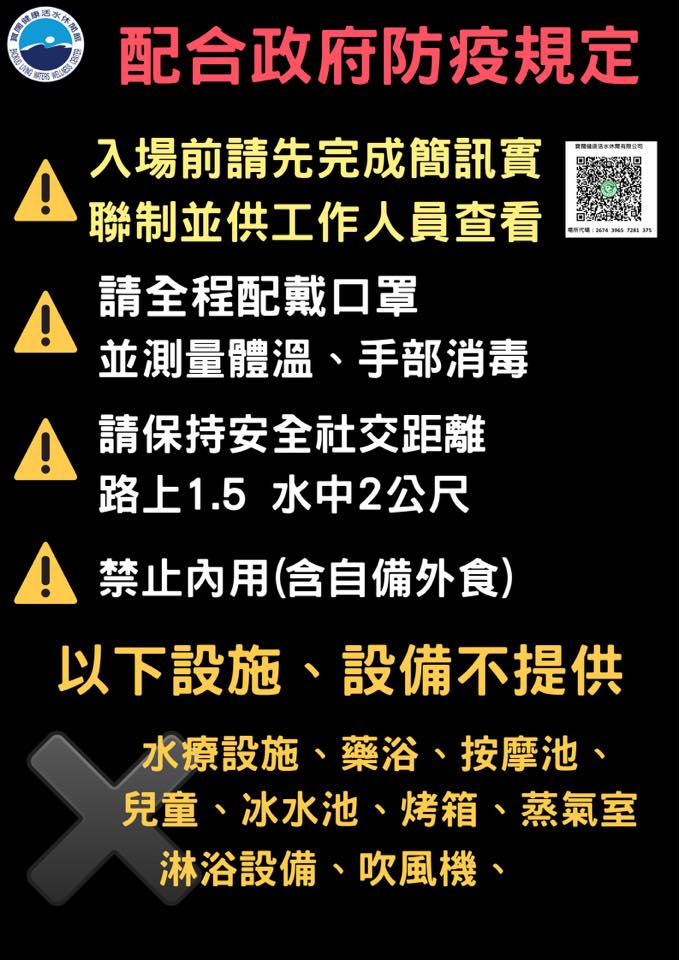 寶閣健康活水休閒館
BAOKUO LIVING WATERS WELLNESS CENTER
配合政府防疫規定
入場前請先完成簡訊實
聯制並供工作人員查看
寶閣健康活水休閒有限公司
場所代碼：2674 3965 7281 375
請全程配戴口罩
並測量體溫、手部消毒
請保持安全社交距離
路上1.5 水中2公尺
禁止內用(含自備外食)
以下設施、設備不提供
水療設施、藥浴、按摩池、
兒童、冰水池、烤箱、蒸氣室
淋浴設備、吹風機、